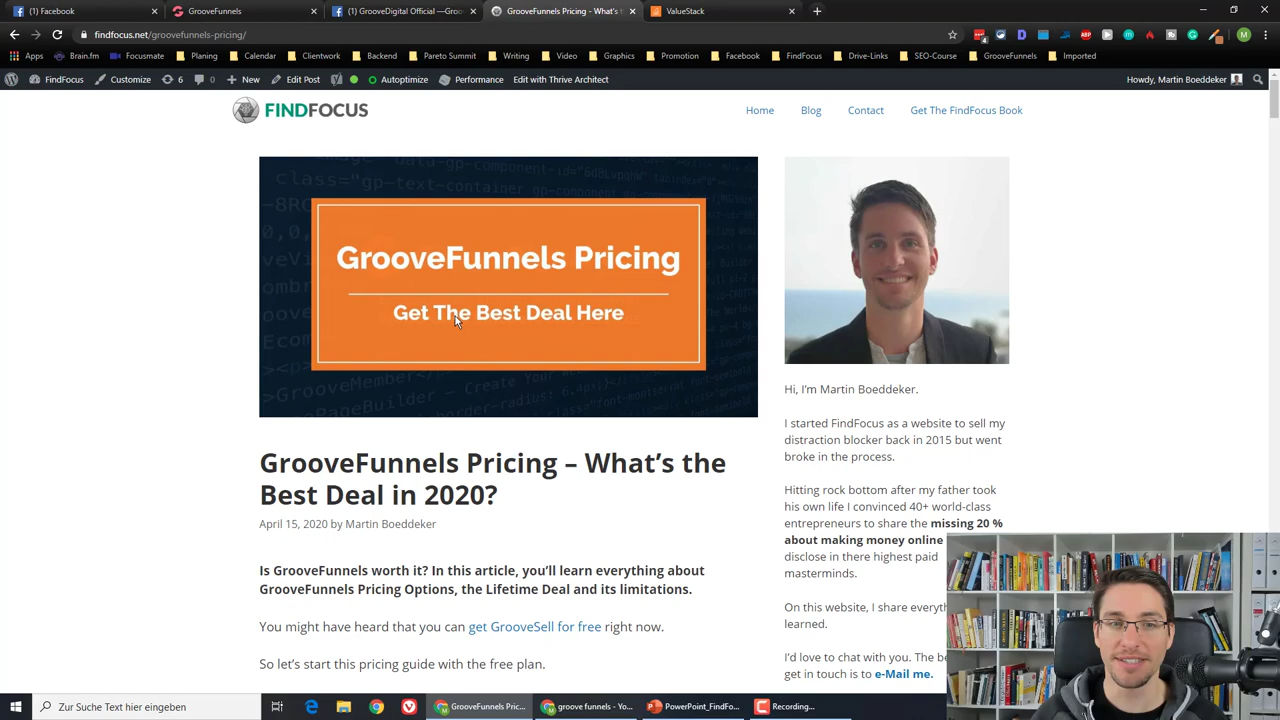 (1) Facebook
GrooveFunnels
(1) GrooveDigital Official —Groo
GrooveFunnels Pricing - What's th
ValueStack
findfocus.net/groovefunnels-pricing/
Apps
Brain.fm
Focusmate
Planing
Calendar
Clientwork
Backend
Pareto Summit
Writing
Video
Graphics
Promotion
Facebook
FindFocus
Drive-Links
SEO-Course
GrooveFunnels
Imported
FindFocus
Customize
6
0
New
Edit Post
Autoptimize
Performance
Edit with Thrive Architect
Howdy, Martin Boeddeker
FINDFOCUS
Home
Blog
Contact
Get The FindFocus Book
GrooveFunnels Pricing
Get The Best Deal Here
GrooveFunnels Pricing – What's the
Best Deal in 2020?
April 15, 2020 by Martin Boeddeker
Is GrooveFunnels worth it? In this article, you'll learn everything about
GrooveFunnels Pricing Options, the Lifetime Deal and its limitations.
You might have heard that you can get GrooveSell for free right now.
So let's start this pricing guide with the free plan.
Hi, I'm Martin Boeddeker.
I started FindFocus as a website to sell my
distraction blocker back in 2015 but went
broke in the process.
Hitting rock bottom after my father took
his own life I convinced 40+ world-class
entrepreneurs to share the missing 20 %
about making money online
disclose in there highest paid
masterminds.
On this website, I share everyth
learned.
I'd love to chat with you. The be
get in touch is to e-Mail me.
Zur Suche Text hier eingeben
GrooveFunnels Pric...
groove funnels - Yo...
PowerPoint_FindFo...
Recording...